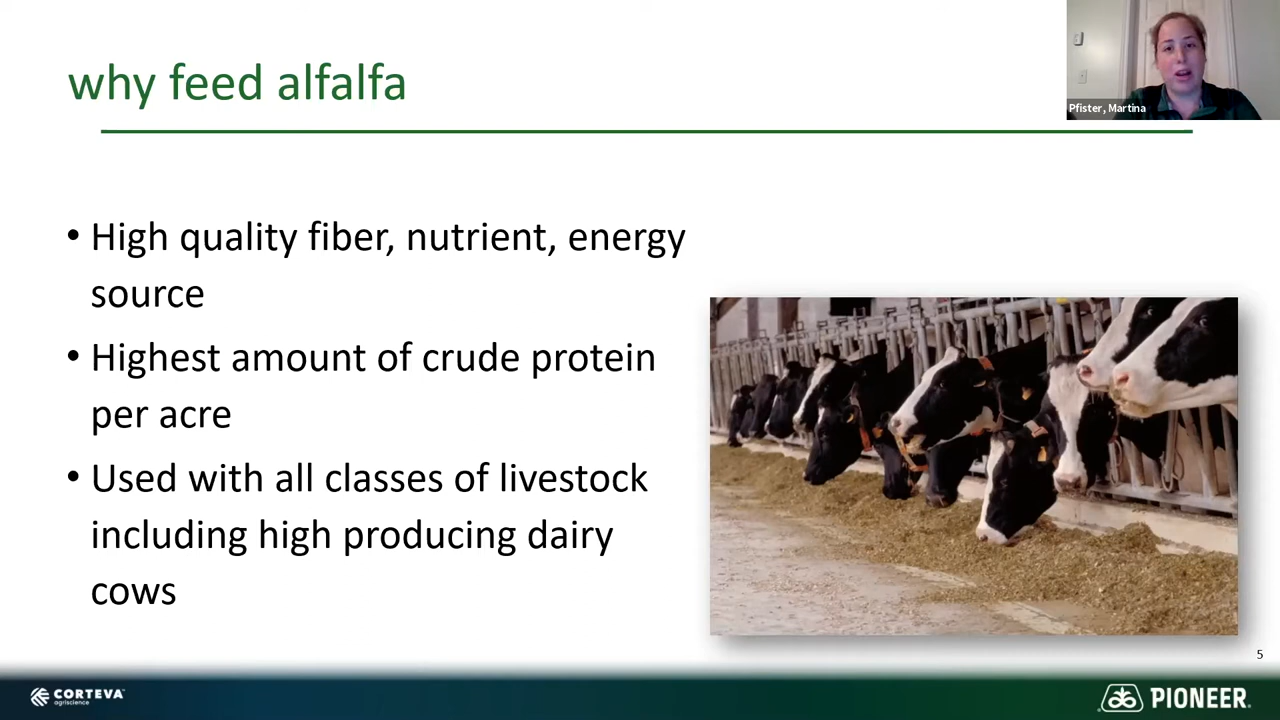 why feed alfalfa
Pfister, Martina
• High quality fiber, nutrient, energy
source
• Highest amount of crude protein
per acre
• Used with all classes of livestock
including high producing dairy
cows
5
CORTEVA
agriscience
PIONEER